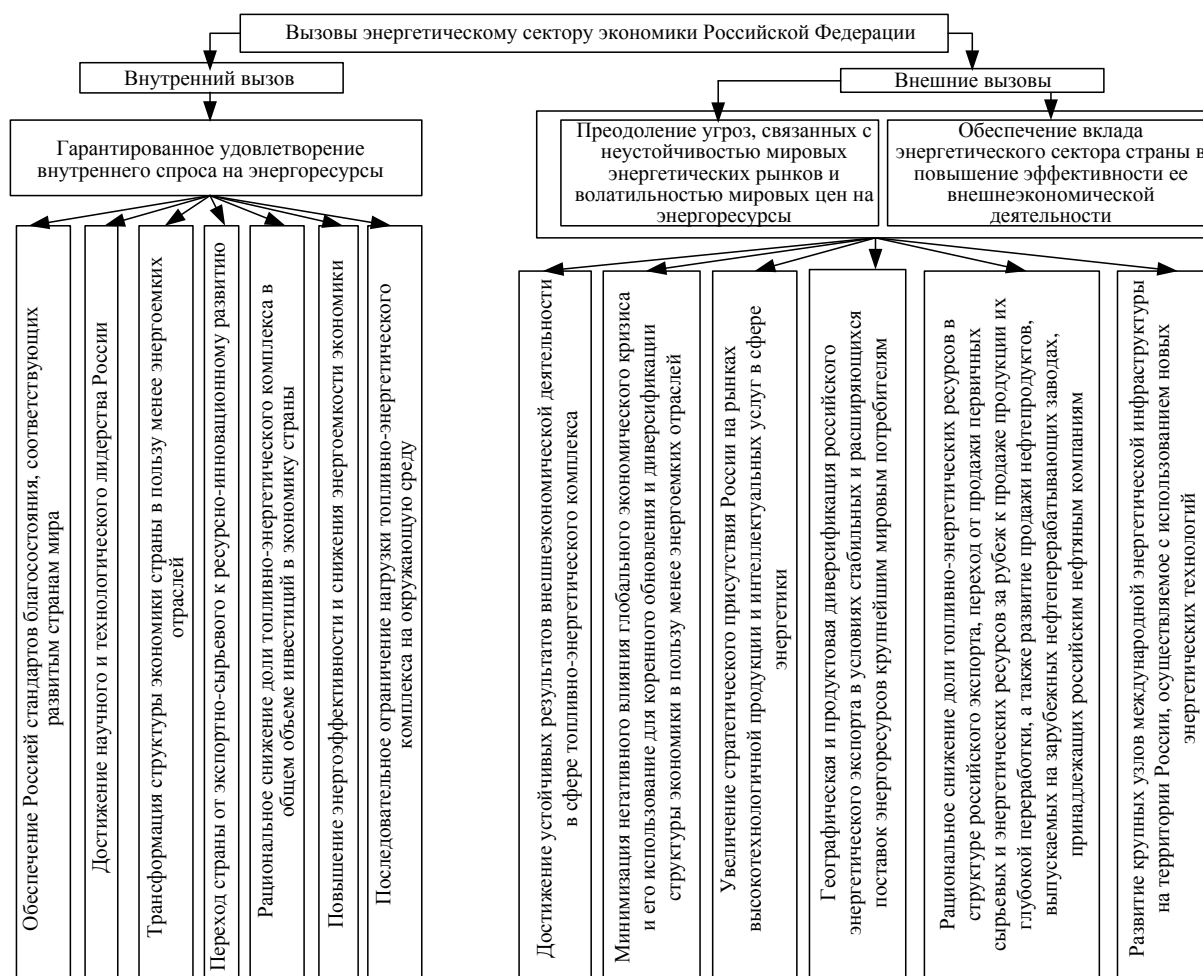 Вызовы энергетическому сектору экономики Российской Федерации
Внутренний вызов
Внешние вызовы
Гарантированное удовлетворение
внутреннего спроса на энергоресурсы
Преодоление угроз, связанных с
неустойчивостью мировых
энергетических рынков и
волатильностью мировых цен на
энергоресурсы
Обеспечение вклада
энергетического сектора страны в
повышение эффективности ее
внешнеэкономической
деятельности
Обеспечение Россией стандартов благосостояния, соответствующих
развитым странам мира
Достижение научного и технологического лидерства России
Трансформация структуры экономики страны в пользу менее энергоемких
отраслей
Переход страны от экспортно-сырьевого к ресурсно-инновационному развитию
Рациональное снижение доли топливно-энергетического комплекса в
общем объеме инвестиций в экономику страны
Повышение энергоэффективности и снижения энергоемкости экономики
Последовательное ограничение нагрузки топливно-энергетического
комплекса на окружающую среду
Достижение устойчивых результатов внешнеэкономической деятельности
в сфере топливно-энергетического комплекса
Минимизация негативного влияния глобального экономического кризиса
и его использование для коренного обновления и диверсификации
структуры экономики в пользу менее энергоемких отраслей
Увеличение стратегического присутствия России на рынках
высокотехнологичной продукции и интеллектуальных услуг в сфере
энергетики
Географическая и продуктовая диверсификация российского
энергетического экспорта в условиях стабильных и расширяющихся
поставок энергоресурсов крупнейшим мировым потребителям
Рациональное снижение доли топливно-энергетических ресурсов в
структуре российского экспорта, переход от продажи первичных
сырьевых и энергетических ресурсов за рубеж к продаже продукции их
глубокой переработки, а также развитие продажи нефтепродуктов,
выпускаемых на зарубежных нефтеперерабатывающих заводах,
принадлежащих российским нефтяным компаниям
Развитие крупных узлов международной энергетической инфраструктуры
на территории России, осуществляемое с использованием новых
энергетических технологий